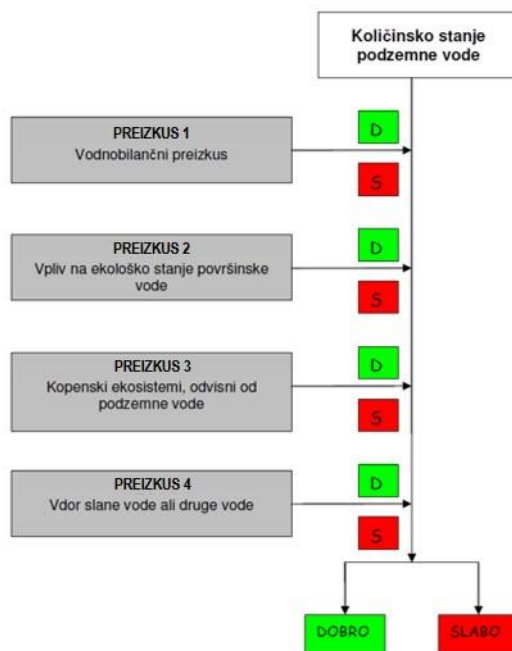 Količinsko stanje
podzemne vode
PREIZKUS 1
Vodnobilančni preizkus
D
S
PREIZKUS 2
Vpliv na ekološko stanje površinske
vode
D
S
PREIZKUS 3
Kopenski ekosistemi, odvisni od
podzemne vode
D
S
PREIZKUS 4
Vdor slane vode ali druge vode
D
S
DOBRO
SLABO